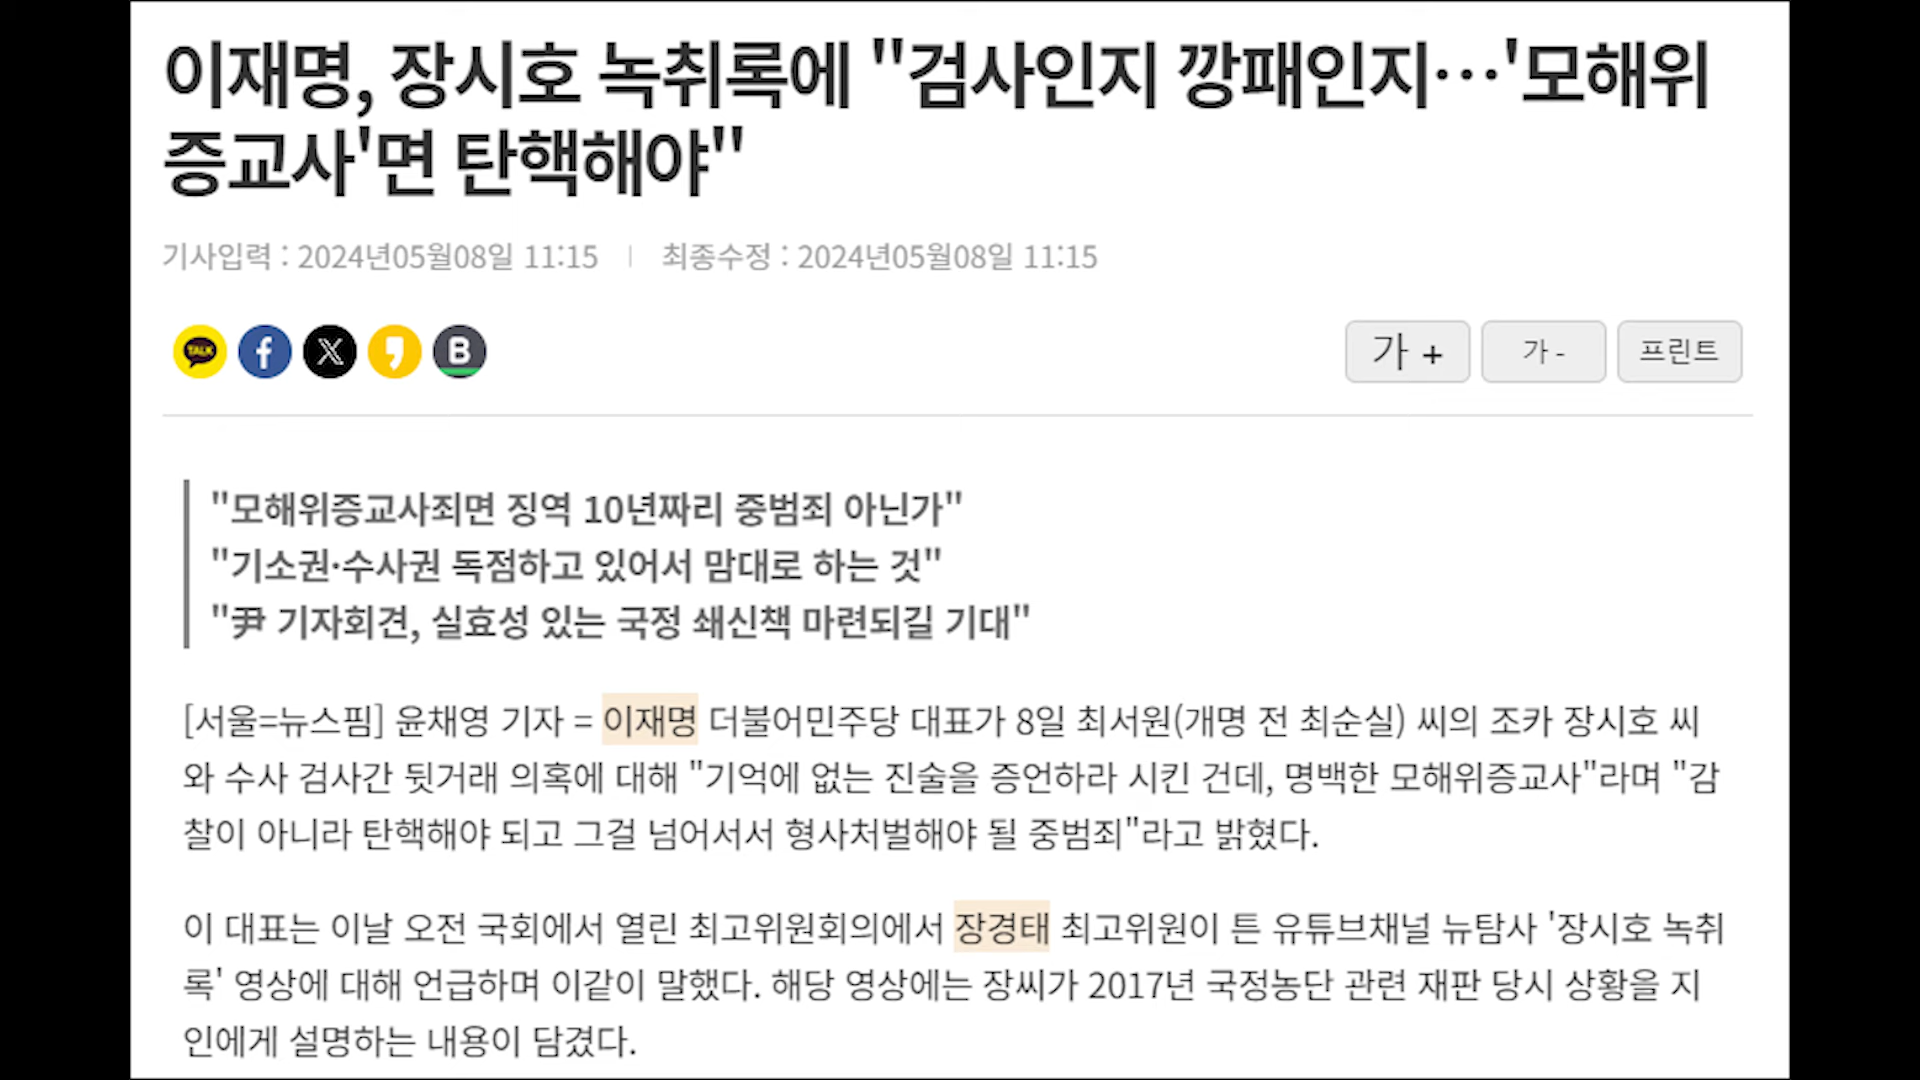 이재명, 장시호 녹취록에 "검사인지 깡패인지…'모해위
증교사'면 탄핵해야"
기사입력 : 2024년05월08일 11:15 | 최종수정 : 2024년05월08일 11:15
TALK f X B 가 + 가 - 프린트
"모해위증교사죄면 징역 10년짜리 중범죄 아닌가"
"기소권·수사권 독점하고 있어서 맘대로 하는 것"
"尹 기자회견, 실효성 있는 국정 쇄신책 마련되길 기대"
[서울=뉴스핌] 윤채영 기자 = 이재명 더불어민주당 대표가 8일 최서원(개명 전 최순실) 씨의 조카 장시호 씨
와 수사 검사간 뒷거래 의혹에 대해 "기억에 없는 진술을 증언하라 시킨 건데, 명백한 모해위증교사"라며 "감
찰이 아니라 탄핵해야 되고 그걸 넘어서서 형사처벌해야 될 중범죄"라고 밝혔다.
이 대표는 이날 오전 국회에서 열린 최고위원회의에서 장경태 최고위원이 튼 유튜브채널 뉴탐사 '장시호 녹취
록' 영상에 대해 언급하며 이같이 말했다. 해당 영상에는 장씨가 2017년 국정농단 관련 재판 당시 상황을 지
인에게 설명하는 내용이 담겼다.